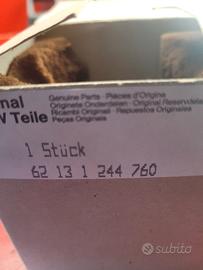 nal
W Teile
Genuine Parts · Pièces d'Origine
Originele Onderdelen · Original Reservdelar
Ricambi Originali · Repuestos Originales
Peças Originais
1 Stück
62 13 1 244 760
subito